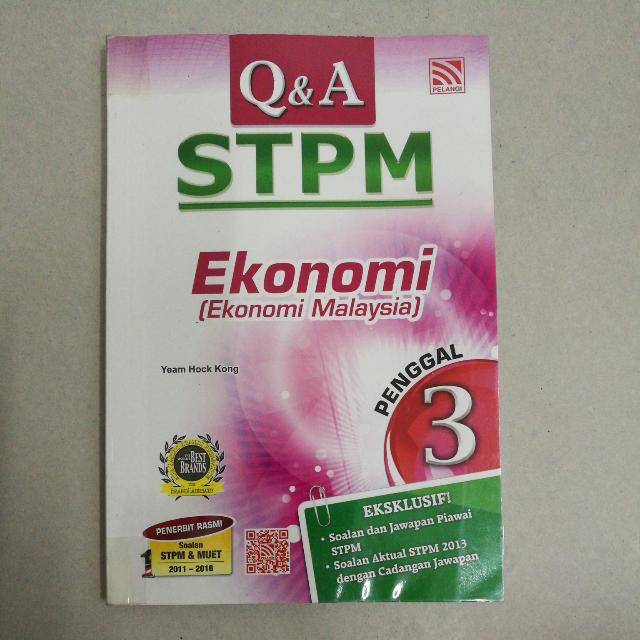 Q&A
PELANGI
STPM
Ekonomi
(Ekonomi Malaysia)
Yeam Hock Kong
PENGGAL
3
BEST
BRANDS
PENERBIT RASMI
Soalan
STPM & MUET
2011 – 2016
EKSKLUSIF!
• Soalan dan Jawapan Piawai
STPM
• Soalan Aktual STPM 2013
dengan Cadangan Jawapan